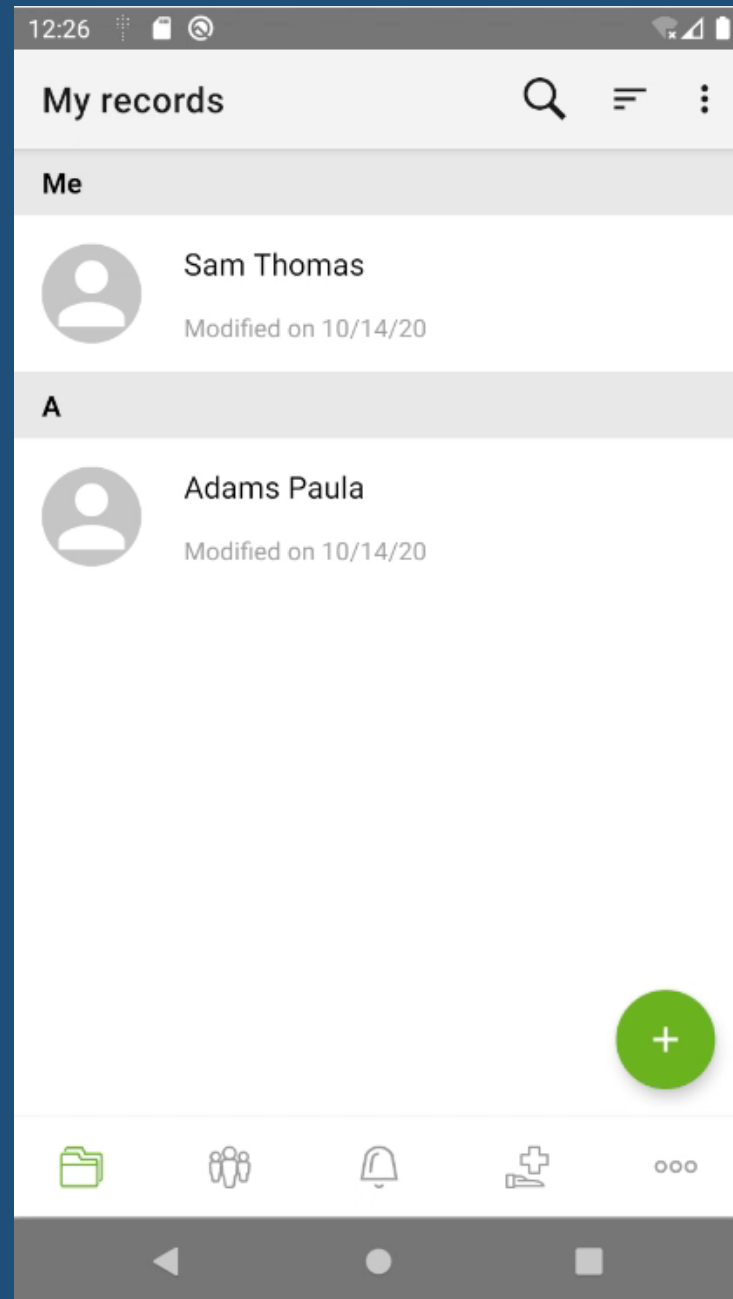 12:26
My records
Me
Sam Thomas
Modified on 10/14/20
A
Adams Paula
Modified on 10/14/20